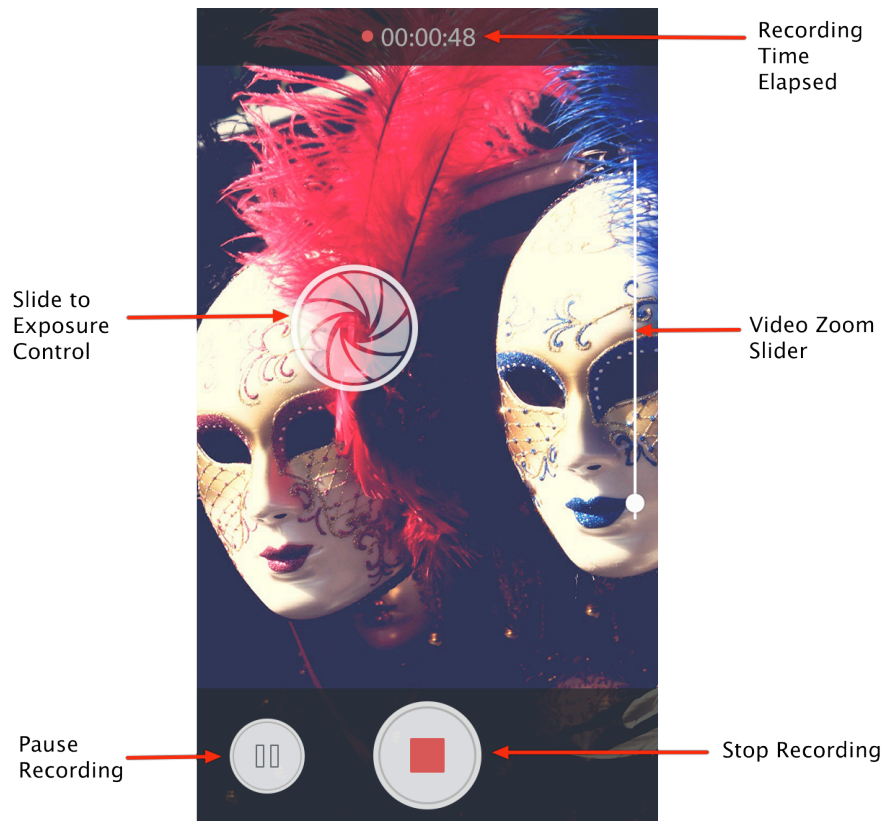 00:00:48
Recording
Time
Elapsed
Slide to
Exposure
Control
Video Zoom
Slider
Pause
Recording
Stop Recording